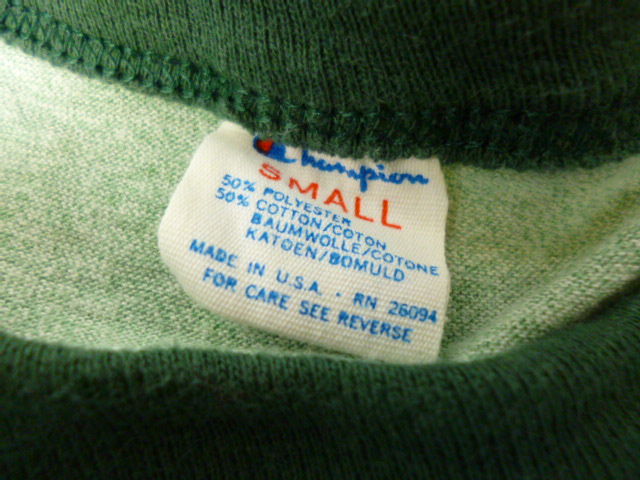 Champion
SMALL
50% POLYESTER
50% COTTON/COTON
BAUMWOLLE/COTONE
KATOEN/BOMULD
MADE IN U.S.A. · RN 26094
FOR CARE SEE REVERSE